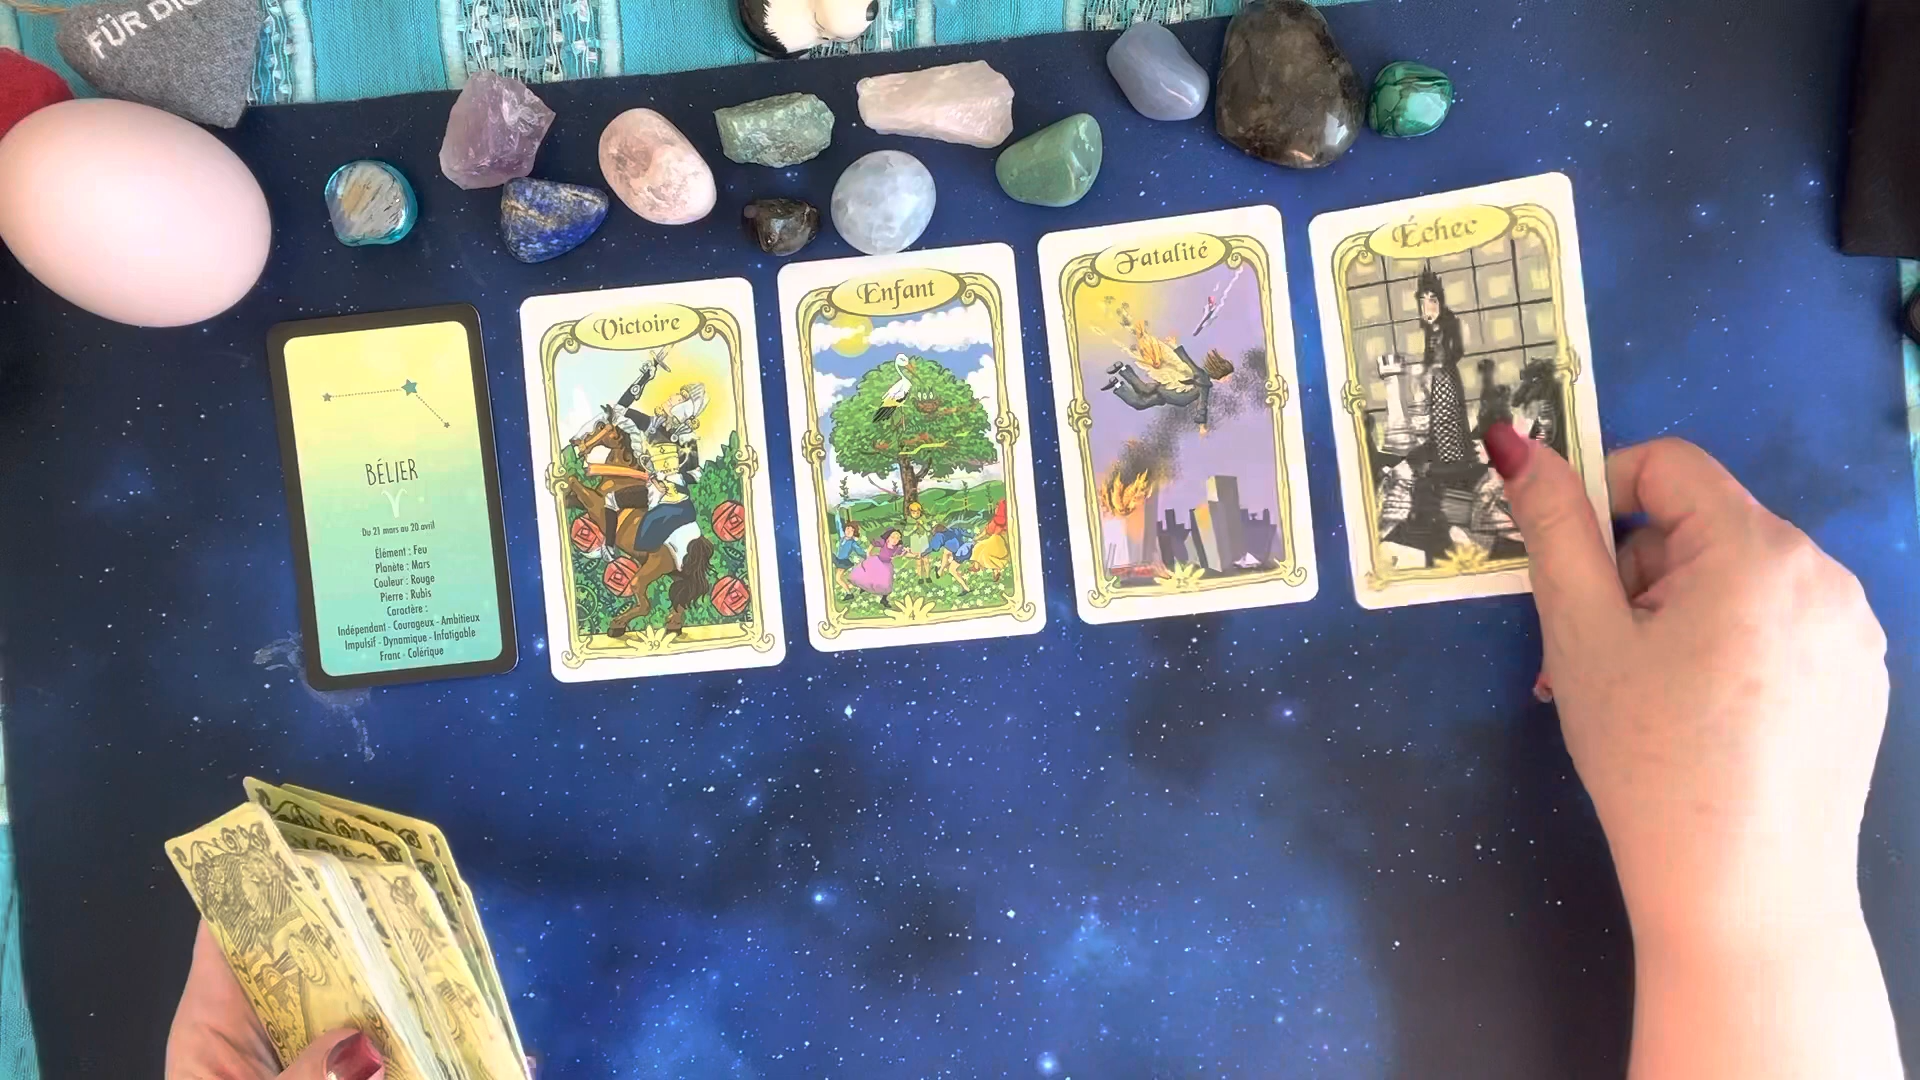 FÜR DI
BÉLIER
Du 21 mars au 20 avril
Élément : Feu
Planète : Mars
Couleur : Rouge
Pierre : Rubis
Caractère :
Indépendant - Courageux - Ambitieux
Impulsif - Dynamique - Infatigable
Franc - Colérique
Victoire
39
Enfant
4
Fatalité
25
Échec